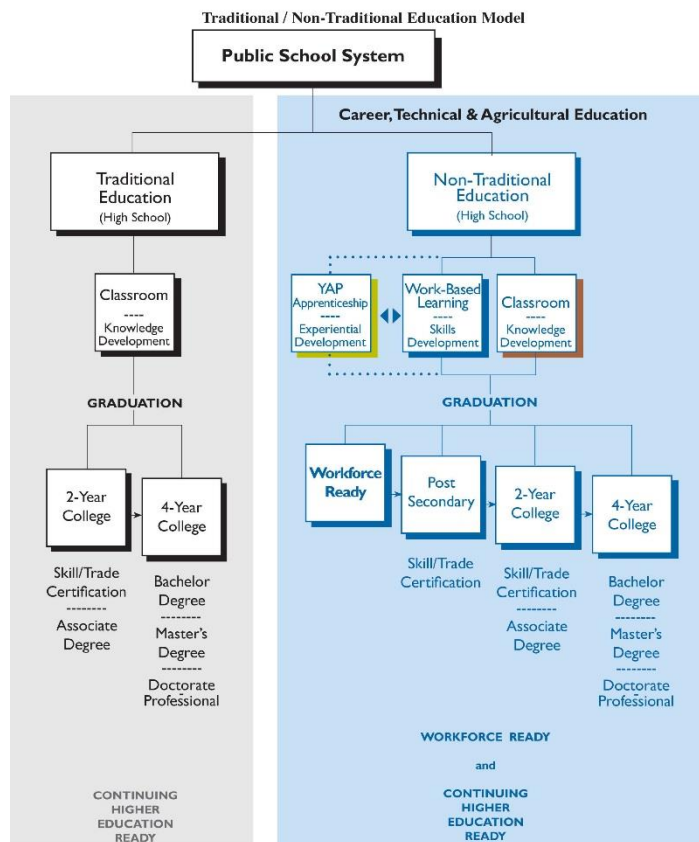 Traditional / Non-Traditional Education Model
Public School System
Career, Technical & Agricultural Education
Traditional
Education
(High School)
Non-Traditional
Education
(High School)
Classroom
----
Knowledge
Development
YAP
Apprenticeship
----
Experiential
Development
Work-Based
Learning
----
Skills
Development
Classroom
----
Knowledge
Development
GRADUATION
GRADUATION
2-Year
College
4-Year
College
Workforce
Ready
Post
Secondary
2-Year
College
4-Year
College
Skill/Trade
Certification
--------
Associate
Degree
Bachelor
Degree
--------
Master's
Degree
--------
Doctorate
Professional
Skill/Trade
Certification
Skill/Trade
Certification
--------
Associate
Degree
Bachelor
Degree
--------
Master's
Degree
--------
Doctorate
Professional
WORKFORCE READY
and
CONTINUING
HIGHER
EDUCATION
READY
CONTINUING
HIGHER
EDUCATION
READY